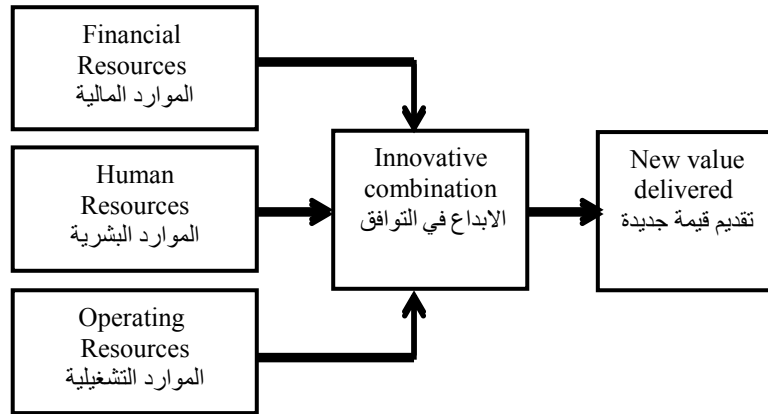 Financial
Resources
الموارد المالية
Human
Resources
الموارد البشرية
Operating
Resources
الموارد التشغيلية
Innovative
combination
الابداع في التوافق
New value
delivered
تقديم قيمة جديدة